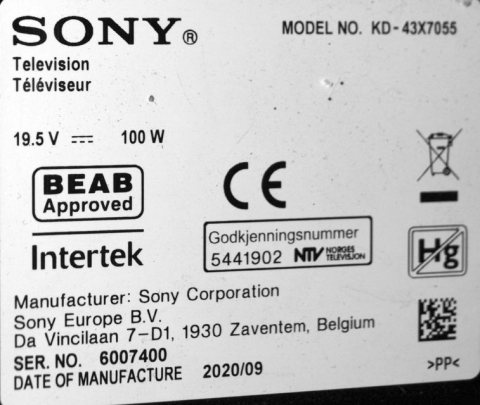 SONY® MODEL NO. KD-43X7055
Television
Téléviseur
19.5 V 100 W
BEAB
Approved
CE
Intertek
Godkjenningsnummer
5441902 NTV NORGES TELEVISJON
Hg
Manufacturer: Sony Corporation
Sony Europe B.V.
Da Vincilaan 7-D1, 1930 Zaventem, Belgium
SER. NO. 6007400
DATE OF MANUFACTURE 2020/09
>PP<